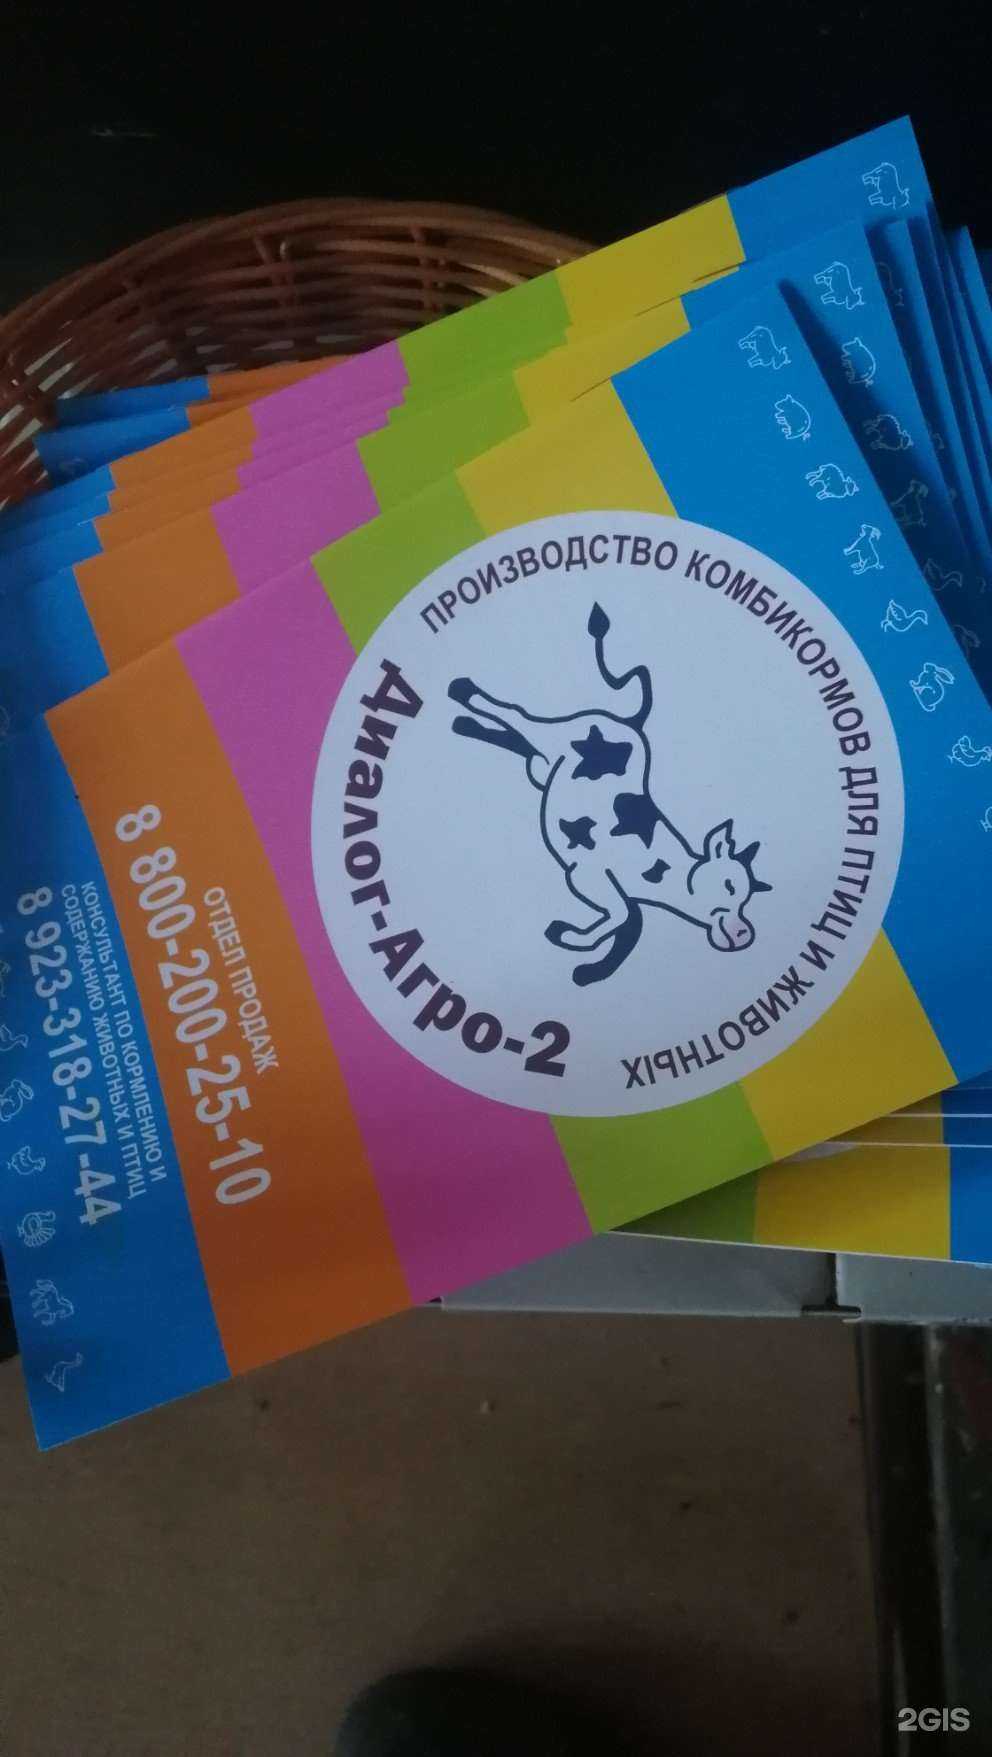 ПРОИЗВОДСТВО КОМБИКОРМОВ ДЛЯ ПТИЦ И ЖИВОТНЫХ
Диалог-Агро-2
ОТДЕЛ ПРОДАЖ
8 800-200-25-10
КОНСУЛЬТАНТ ПО КОРМЛЕНИЮ И
СОДЕРЖАНИЮ ЖИВОТНЫХ И ПТИЦ
8 923-318-27-44
2GIS